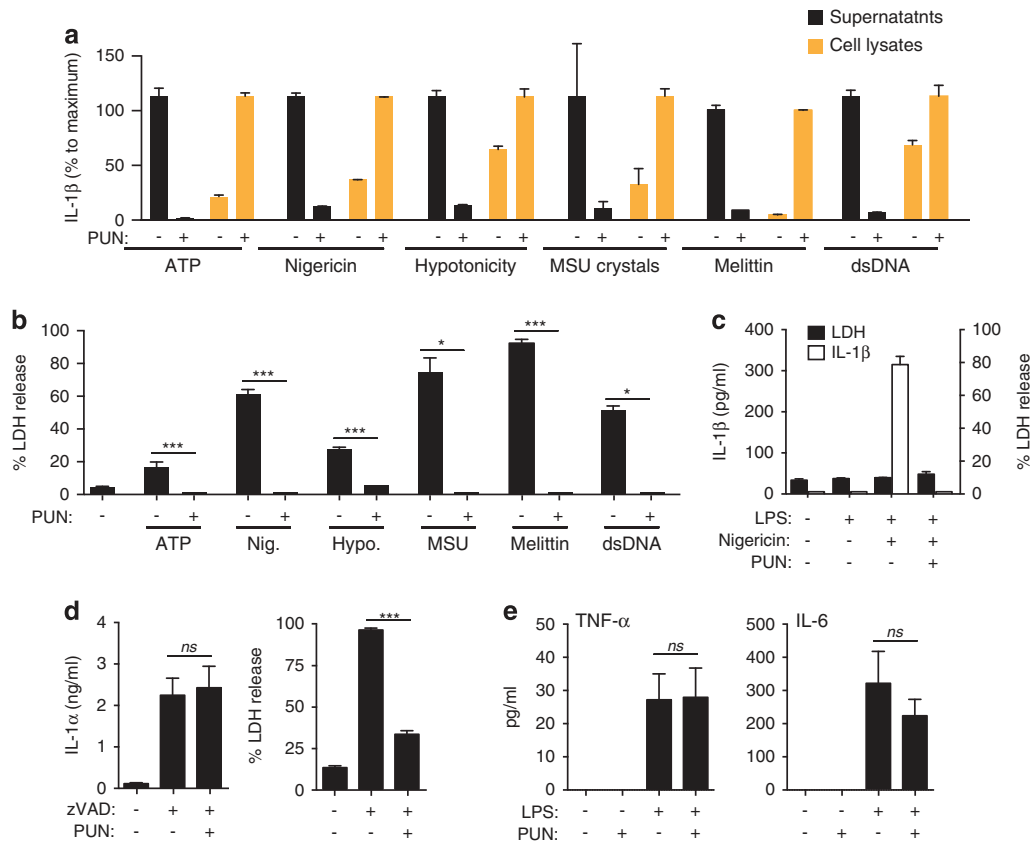 Supernatatnts
Cell lysates
a
IL-1β (% to maximum)
150
100
50
0
PUN: - + - + - + - + - + - + - + - + - + - + - + - +
ATP Nigericin Hypotonicity MSU crystals Melittin dsDNA
b
% LDH release
100
80
60
40
20
0
*** *** *** * *** *
PUN: - - + - + - + - + - + - +
ATP Nig. Hypo. MSU Melittin dsDNA
c
LDH
IL-1β
IL-1β (pg/ml)
400
300
200
100
0
% LDH release
100
80
60
40
20
0
LPS: - + + +
Nigericin: - - + +
PUN: - - - +
d
IL-1α (ng/ml)
4
3
2
1
0
ns
zVAD: - + +
PUN: - - +
% LDH release
100
75
50
25
0
***
- + +
- - +
e
TNF-α
pg/ml
50
40
30
20
10
0
ns
LPS: - - + +
PUN: - + - +
IL-6
500
400
300
200
100
0
ns
- - + +
- + - +